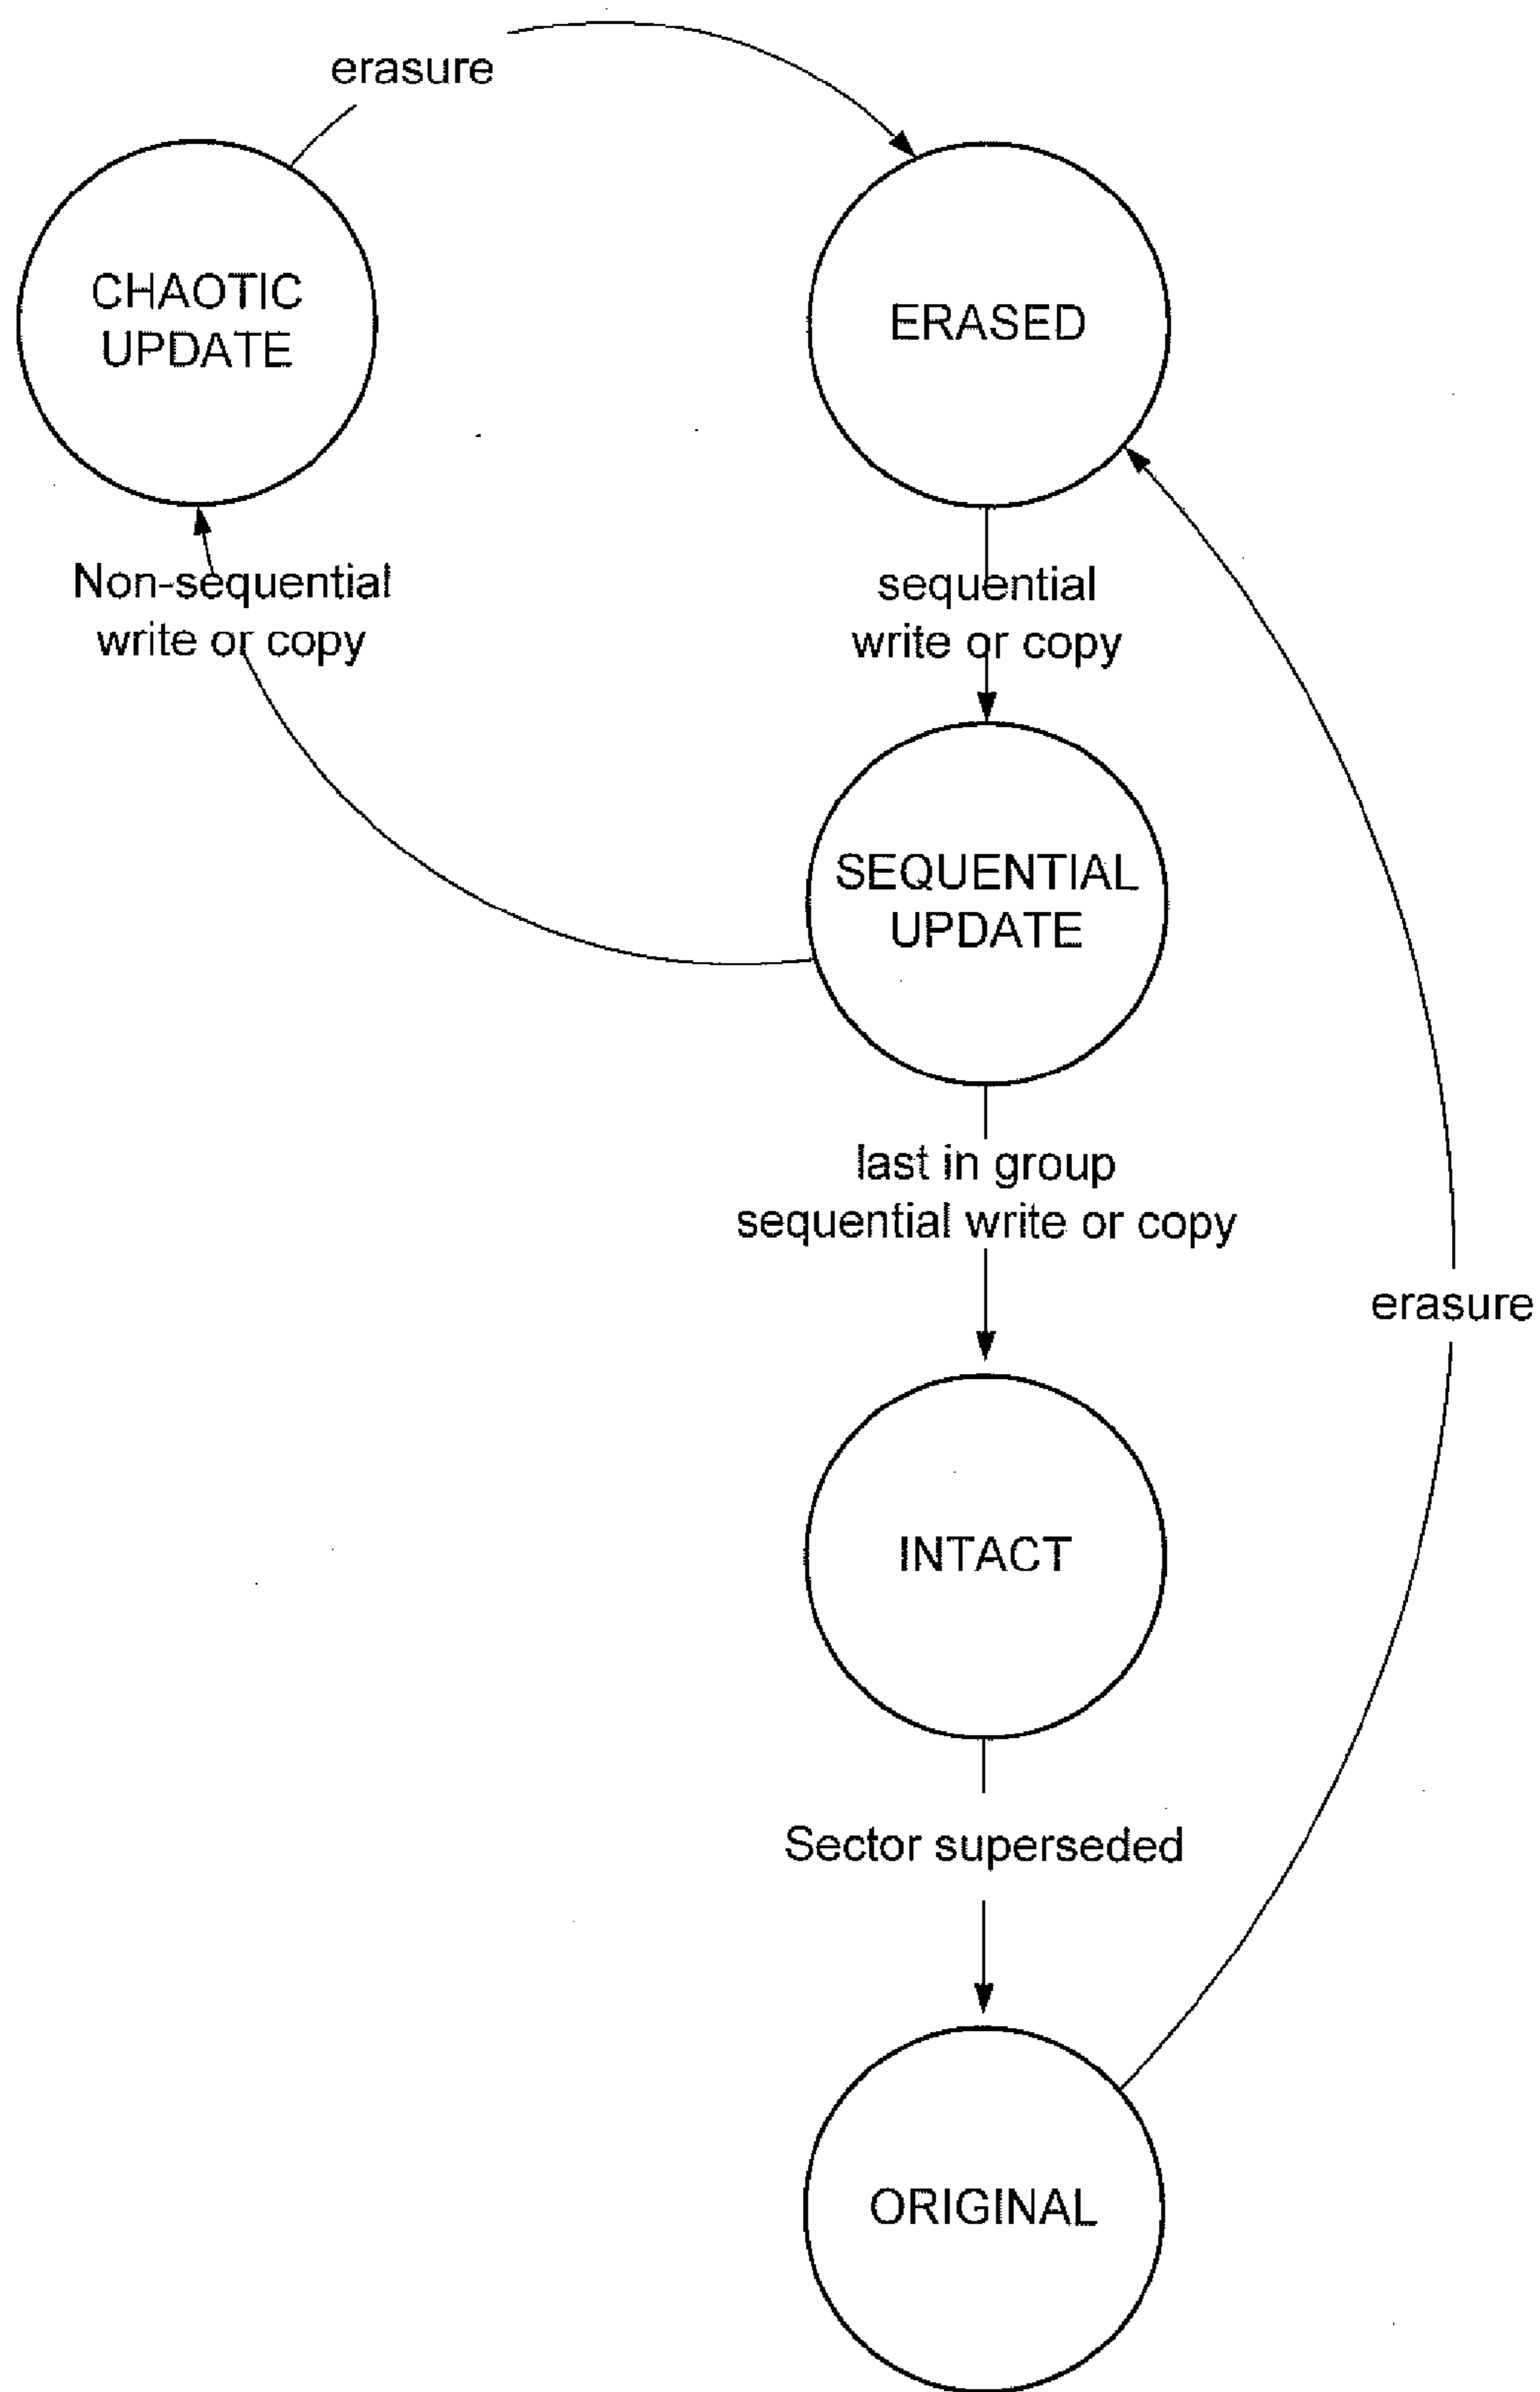 erasure
CHAOTIC
UPDATE
ERASED
Non-sequential
write or copy
sequential
write or copy
SEQUENTIAL
UPDATE
last in group
sequential write or copy
erasure
INTACT
Sector superseded
ORIGINAL